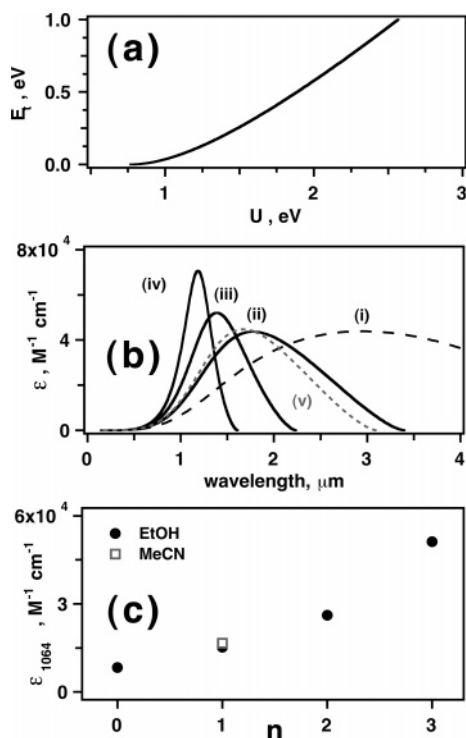 1.0
(a)
E_t , eV
0.5
0.0
1 2 3
U , eV
8x10^4
(iv)
(iii)
(ii)
(i)
ε, M^-1 cm^-1
4
(b)
(v)
0
0 1 2 3 4
wavelength, μm
6x10^4
EtOH
MeCN
ε_1064 , M^-1 cm^-1
3
(c)
0
0 1 2 3
n